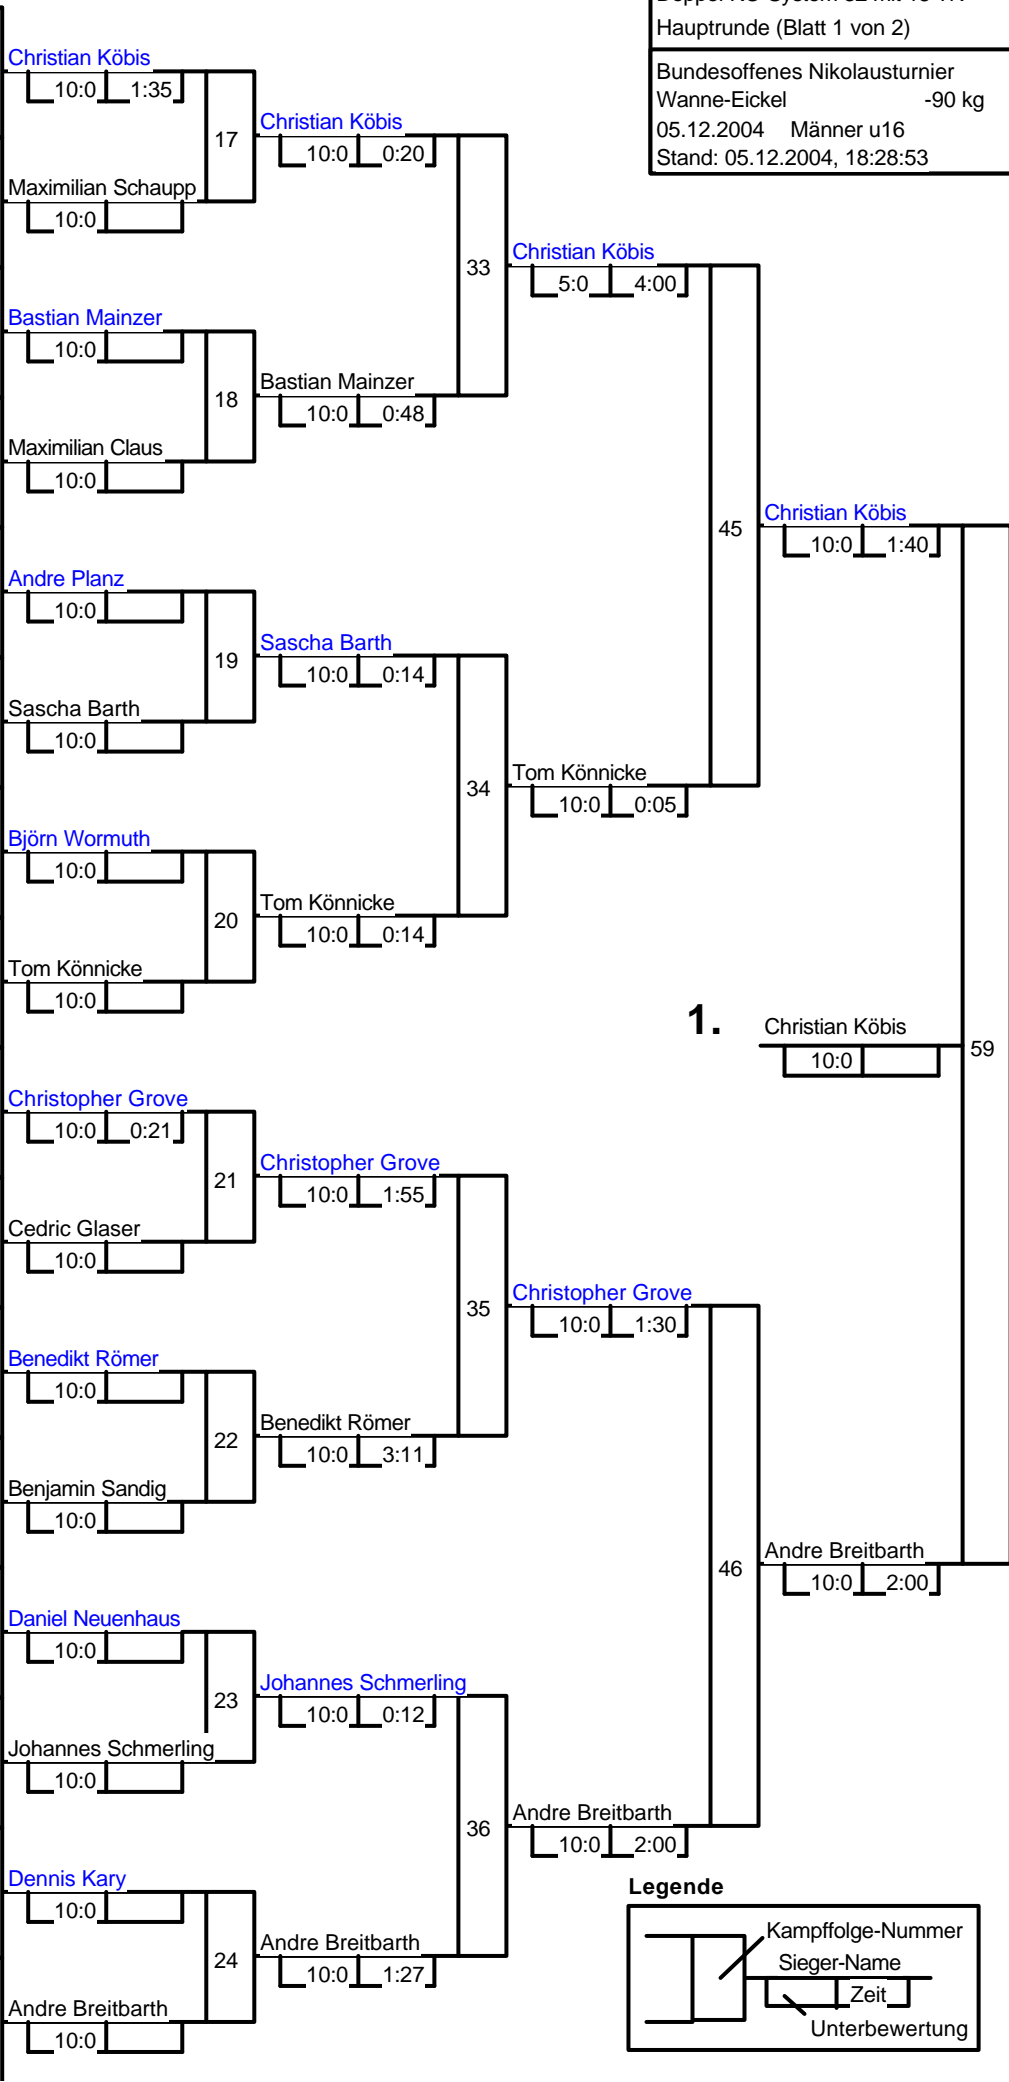 Hauptrunde (Blatt 1 von 2)
Bundesoffenes Nikolausturnier
Wanne-Eickel -90 kg
05.12.2004 Männer u16
Stand: 05.12.2004, 18:28:53
Christian Köbis
10:0 1:35
17
Christian Köbis
10:0 0:20
Maximilian Schaupp
10:0
33
Christian Köbis
5:0 4:00
Bastian Mainzer
10:0
18
Bastian Mainzer
10:0 0:48
Maximilian Claus
10:0
45
Christian Köbis
10:0 1:40
Andre Planz
10:0
19
Sascha Barth
10:0 0:14
Sascha Barth
10:0
34
Tom Könnicke
10:0 0:05
Björn Wormuth
10:0
20
Tom Könnicke
10:0 0:14
Tom Könnicke
10:0
1. Christian Köbis
10:0
59
Christopher Grove
10:0 0:21
21
Christopher Grove
10:0 1:55
Cedric Glaser
10:0
35
Christopher Grove
10:0 1:30
Benedikt Römer
10:0
22
Benedikt Römer
10:0 3:11
Benjamin Sandig
10:0
46
Andre Breitbarth
10:0 2:00
Daniel Neuenhaus
10:0
23
Johannes Schmerling
10:0 0:12
Johannes Schmerling
10:0
36
Andre Breitbarth
10:0 2:00
Dennis Kary
10:0
24
Andre Breitbarth
10:0 1:27
Andre Breitbarth
10:0
Legende
Kampffolge-Nummer
Sieger-Name
Zeit
Unterbewertung